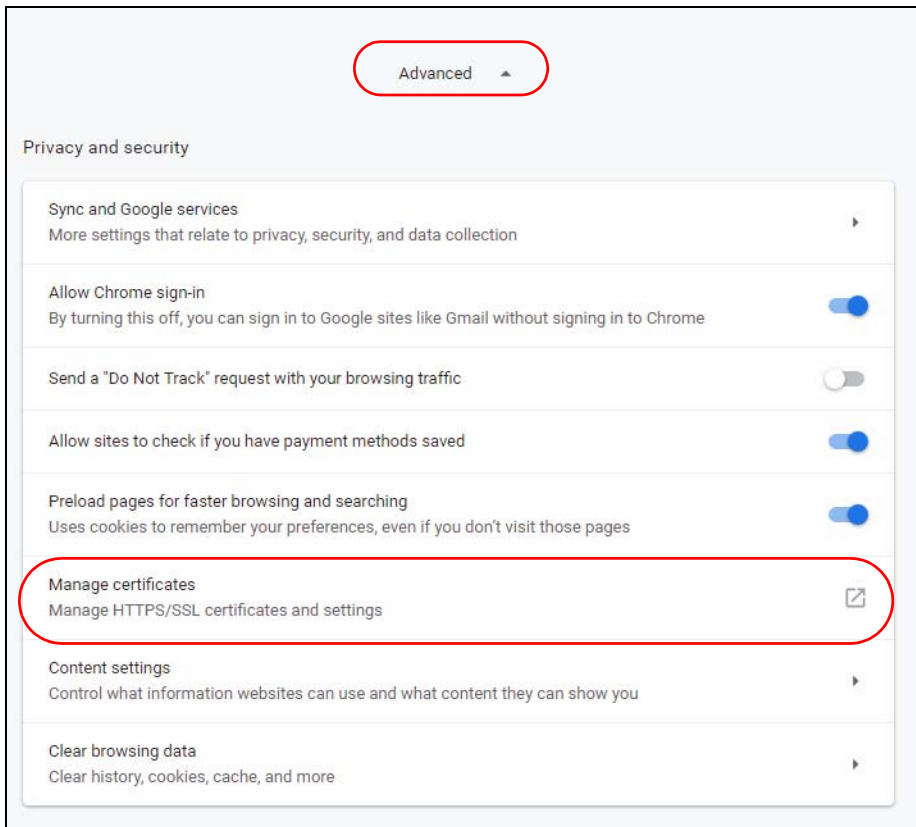 Advanced
Privacy and security
Sync and Google services
More settings that relate to privacy, security, and data collection
Allow Chrome sign-in
By turning this off, you can sign in to Google sites like Gmail without signing in to Chrome
Send a "Do Not Track" request with your browsing traffic
Allow sites to check if you have payment methods saved
Preload pages for faster browsing and searching
Uses cookies to remember your preferences, even if you don't visit those pages
Manage certificates
Manage HTTPS/SSL certificates and settings
Content settings
Control what information websites can use and what content they can show you
Clear browsing data
Clear history, cookies, cache, and more